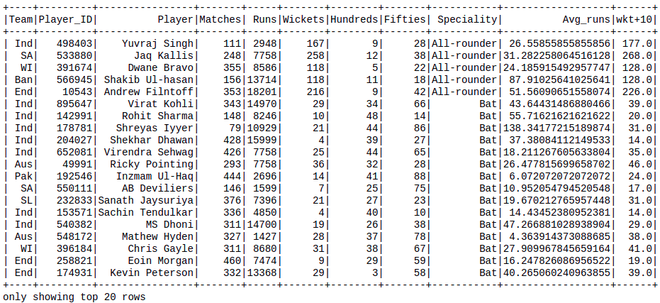 +----+---------+----------------+-------+-----+-------+--------+-------+-----------+------------------+------+
|Team|Player_ID|          Player|Matches| Runs|Wickets|Hundreds|Fifties| Speciality|          Avg_runs|wkt+10|
+----+---------+----------------+-------+-----+-------+--------+-------+-----------+------------------+------+
| Ind|   498403|    Yuvraj Singh|    111| 2948|    167|       9|     28|All-rounder| 26.55855855855856| 177.0|
|  SA|   533880|      Jaq Kallis|    248| 7758|    258|      12|     38|All-rounder|31.282258064516128| 268.0|
|  WI|   391674|     Dwane Bravo|    355| 8586|    118|       5|     22|All-rounder|24.185915492957747| 128.0|
| Ban|   566945| Shakib Ul-hasan|    156|13714|    118|      11|     18|All-rounder| 87.91025641025641| 128.0|
| End|    10543| Andrew Filntoff|    353|18201|    216|       9|     42|All-rounder| 51.56090651558074| 226.0|
| Ind|   895647|     Virat Kohli|    343|14970|     29|      34|     66|        Bat| 43.64431486880466|  39.0|
| Ind|   142991|    Rohit Sharma|    148| 8246|     10|      48|     14|        Bat| 55.71621621621622|  20.0|
| Ind|   178781|   Shreyas Iyyer|     79|10929|     21|      44|     86|        Bat|138.34177215189874|  31.0|
| Ind|   204027| Shekhar Dhawan|    428|15999|      4|      39|     27|        Bat|  37.3808411214953​3|  14.0|
| Ind|   652081| Virendra Sehwag|    426| 7758|     25|      44|     65|        Bat|18.211267605633804|  35.0|
| Aus|    49991|   Ricky Pointing|    293| 7758|     36|      32|     28|        Bat|26.477815699658702|  46.0|
| Pak|   192546|    Inzmam Ul-Haq|    444| 2696|     14|      41|     88|        Bat| 6.072072072072072|  24.0|
|  SA|   550111|     AB Deviliers|    146| 1599|      7|      25|     75|        Bat|10.952054794520548|  17.0|
|  SL|   232833|Sanath Jaysuriya|    376| 7396|     21|      27|     23|        Bat|19.670212765957448|  31.0|
| Ind|   153571|Sachin Tendulkar|    336| 4850|      4|      40|     10|        Bat| 14.43452380952381|  14.0|
| Ind|   540382|        MS Dhoni|    311|14700|     19|      26|     38|        Bat|47.266881028938904|  29.0|
| Aus|   548172|    Mathew Hyden|    327| 1427|     28|      37|     78|        Bat| 4.363914373088685|  38.0|
|  WI|   396184|     Chris Gayle|    311| 8680|     31|      38|     67|        Bat|27.909967845659164|  41.0|
| End|   258821|     Eoin Morgan|    460| 7474|      9|      29|     59|        Bat|16.247826086956522|  19.0|
| End|   174931|  Kevin Peterson|    332|13368|     29|       3|     58|        Bat|40.265060240963855|  39.0|
+----+---------+----------------+-------+-----+-------+--------+-------+-----------+------------------+------+
only showing top 20 rows